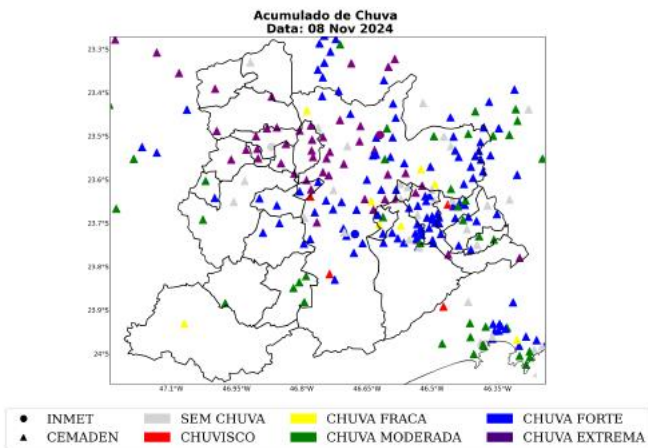 Acumulado de Chuva
Data: 08 Nov 2024
23.3°S
23.4°S
23.5°S
23.6°S
23.7°S
23.8°S
23.9°S
24°S
47.1°W
46.95°W
46.8°W
46.65°W
46.5°W
46.35°W
INMET
CEMADEN
SEM CHUVA
CHUVISCO
CHUVA FRACA
CHUVA MODERADA
CHUVA FORTE
CHUVA EXTREMA